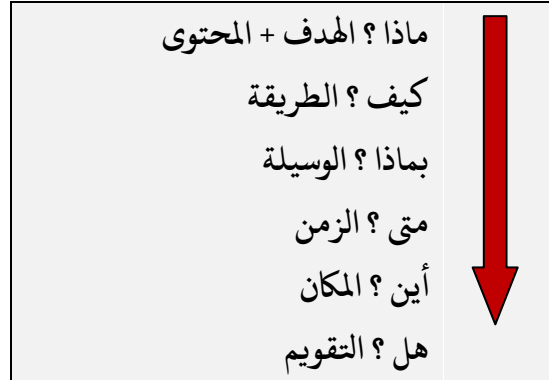 ماذا ؟ الهدف + المحتوى
كيف ؟ الطريقة
بماذا ؟ الوسيلة
متى ؟ الزمن
أين ؟ المكان
هل ؟ التقويم